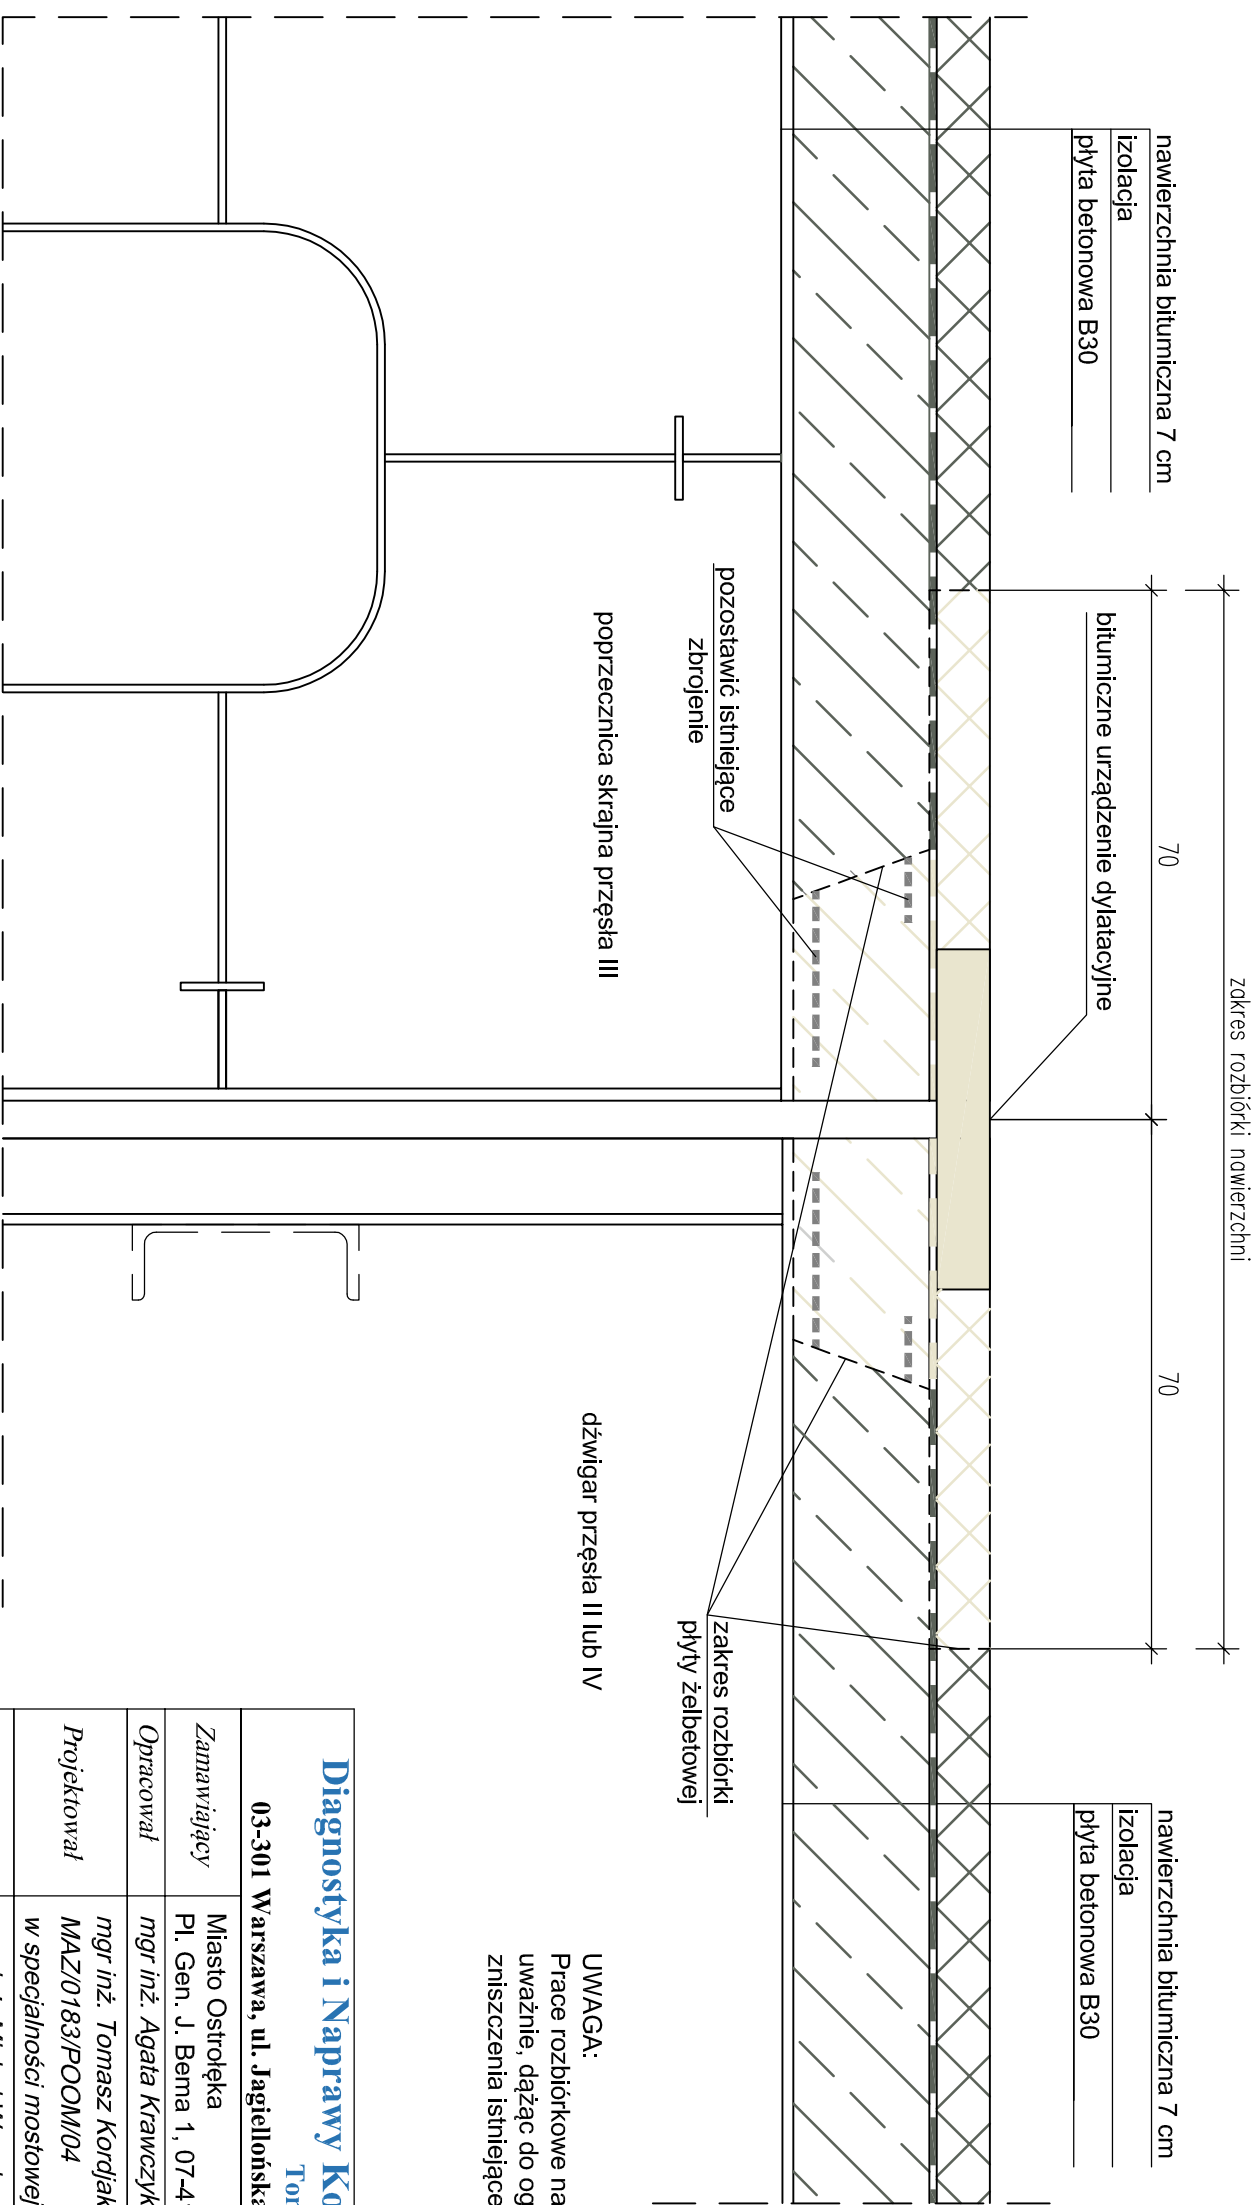 zakres rozbiórki nawierzchni
70
70
nawierzchnia bitumiczna 7 cm
izolacja
płyta betonowa B30
bitumiczne urządzenie dylatacyjne
nawierzchnia bitumiczna 7 cm
izolacja
płyta betonowa B30
pozostawić istniejące
zbrojenie
zakres rozbiórki
płyty żelbetowej
poprzecznica skrajna przęsła III
dźwigar przęsła II lub IV
UWAGA:
Prace rozbiórkowe na
uważnie, dążąc do og
zniszczenia istniejące
Diagnostyka i Naprawy Ko
Tor
03-301 Warszawa, ul. Jagiellońska
Zamawiający
Miasto Ostrołęka
Pl. Gen. J. Bema 1, 07-41
Opracował
mgr inż. Agata Krawczyk
Projektował
mgr inż. Tomasz Kordjak
MAZ/0183/POOM/04
w specjalności mostowej